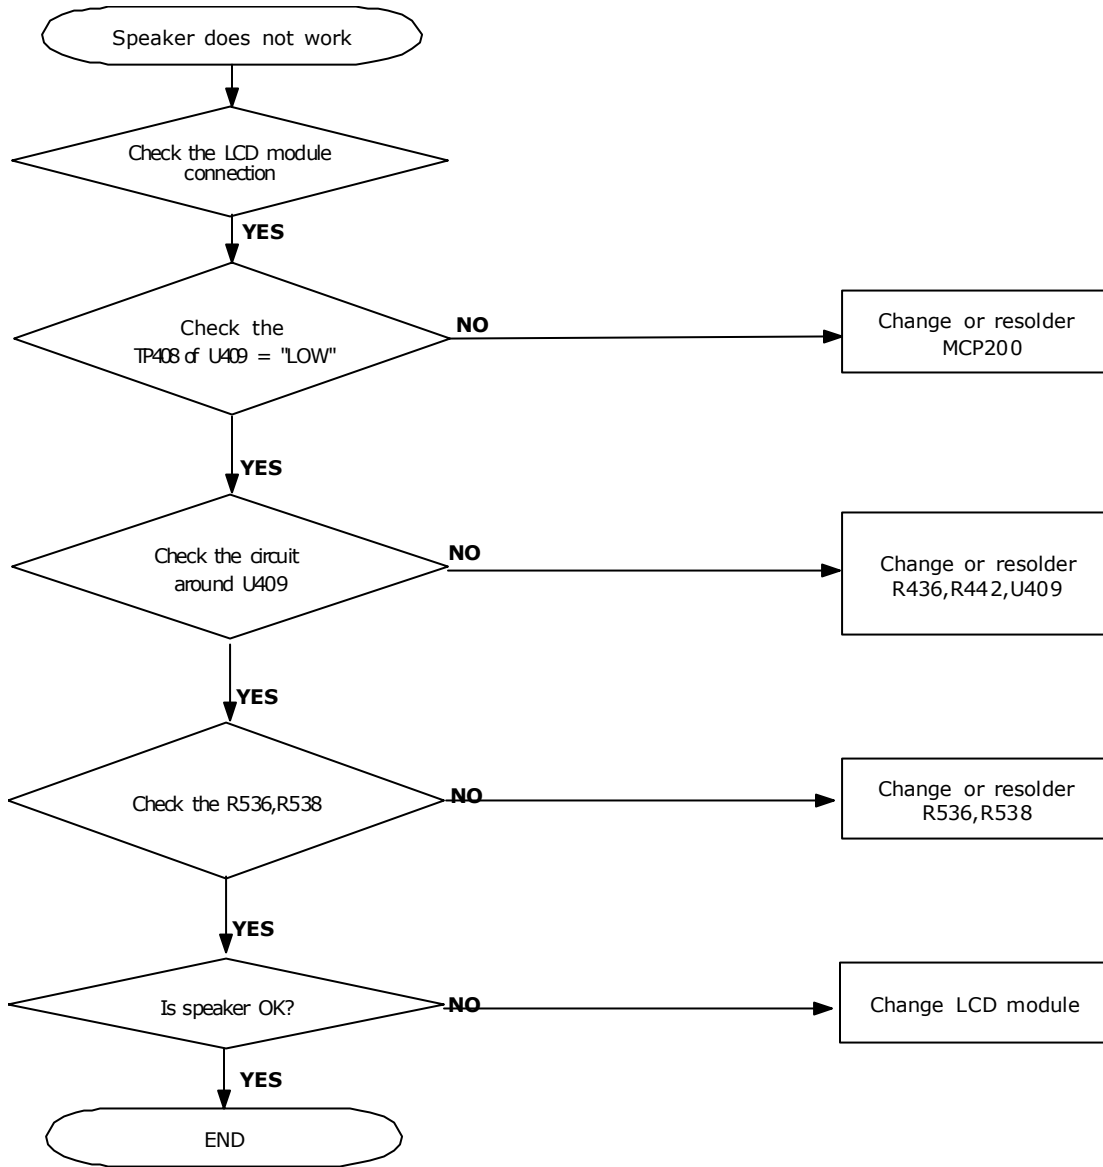 Speaker does not work
Check the LCD module
connection
YES
Check the
TP408 of U409 = "LOW"
NO
Change or resolder
MCP200
YES
Check the circuit
around U409
NO
Change or resolder
R436,R442,U409
YES
Check the R536,R538
NO
Change or resolder
R536,R538
YES
Is speaker OK?
NO
Change LCD module
YES
END